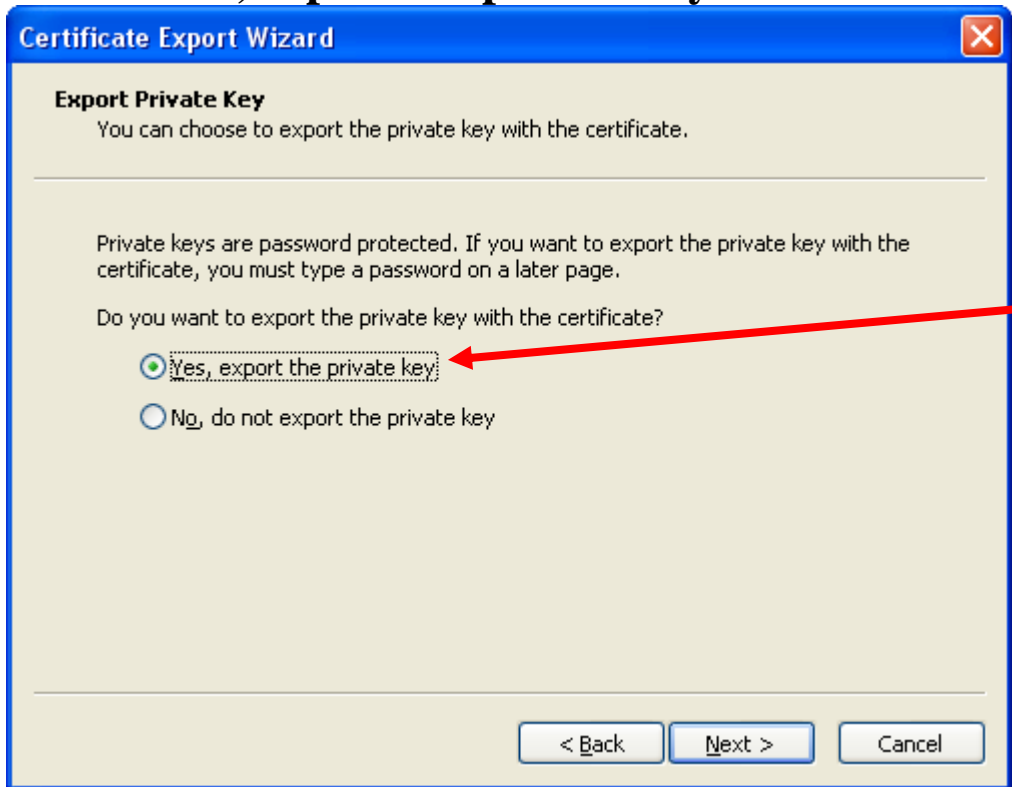 Certificate Export Wizard
Export Private Key
You can choose to export the private key with the certificate.
Private keys are password protected. If you want to export the private key with the
certificate, you must type a password on a later page.
Do you want to export the private key with the certificate?
Yes, export the private key
No, do not export the private key
< Back Next > Cancel